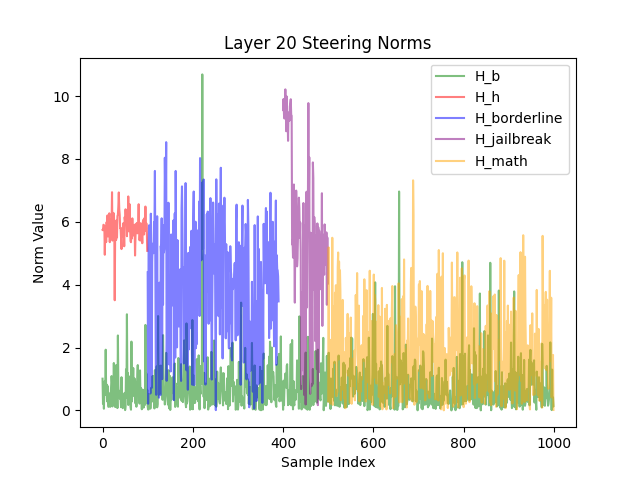 Layer 20 Steering Norms
H_b
H_h
H_borderline
H_jailbreak
H_math
Norm Value
10
8
6
4
2
0
0 200 400 600 800 1000
Sample Index